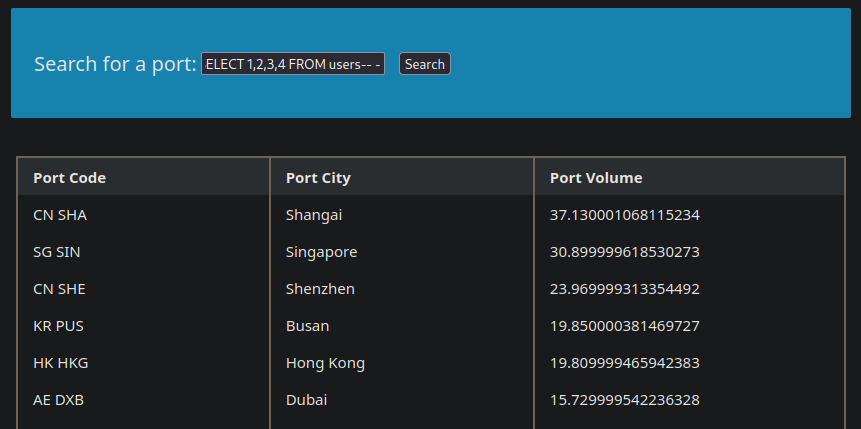 Search for a port: ELECT 1,2,3,4 FROM users-- - Search
Port Code Port City Port Volume
CN SHA Shangai 37.130001068115234
SG SIN Singapore 30.899999618530273
CN SHE Shenzhen 23.969999313354492
KR PUS Busan 19.850000381469727
HK HKG Hong Kong 19.809999465942383
AE DXB Dubai 15.729999542236328